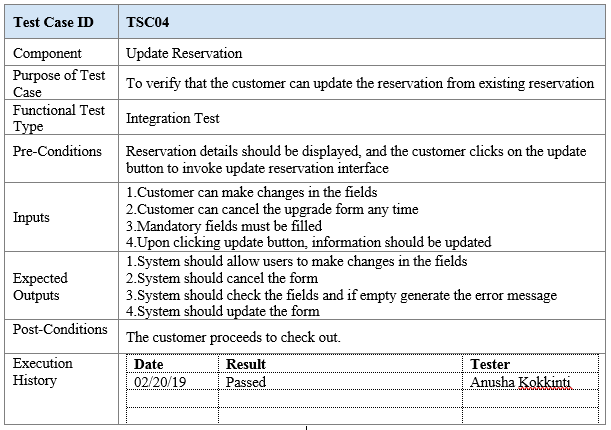 Test Case ID TSC04
Component Update Reservation
Purpose of Test
Case
To verify that the customer can update the reservation from existing reservation
Functional Test
Type
Integration Test
Pre-Conditions
Reservation details should be displayed, and the customer clicks on the update
button to invoke update reservation interface
Inputs
1.Customer can make changes in the fields
2.Customer can cancel the upgrade form any time
3.Mandatory fields must be filled
4.Upon clicking update button, information should be updated
Expected
Outputs
1.System should allow users to make changes in the fields
2.System should cancel the form
3.System should check the fields and if empty generate the error message
4.System should update the form
Post-Conditions
The customer proceeds to check out.
Execution
History
Date Result Tester
02/20/19 Passed Anusha Kokkinti